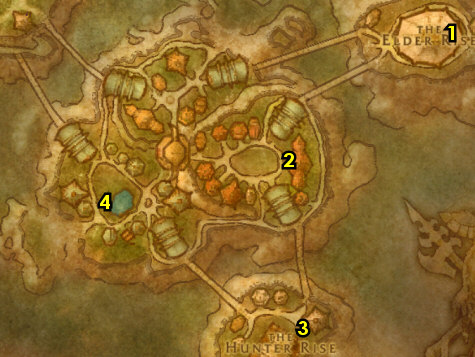 1
THE
ELDER RISE
2
4
3
THE
HUNTER RISE